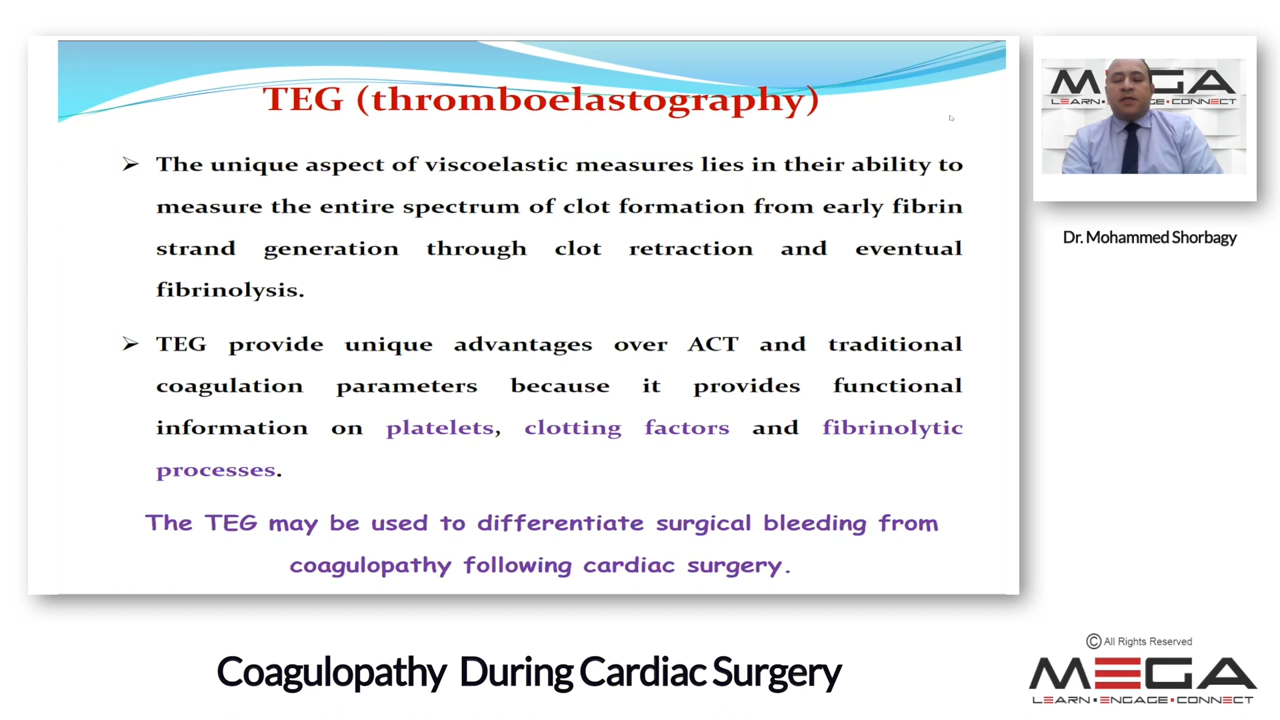 TEG (thromboelastography)
➢ The unique aspect of viscoelastic measures lies in their ability to
measure the entire spectrum of clot formation from early fibrin
strand generation through clot retraction and eventual
fibrinolysis.
➢ TEG provide unique advantages over ACT and traditional
coagulation parameters because it provides functional
information on platelets, clotting factors and fibrinolytic
processes.
The TEG may be used to differentiate surgical bleeding from
coagulopathy following cardiac surgery.
MEGA
LEARN•ENGAGE•CONNECT
Dr. Mohammed Shorbagy
Coagulopathy During Cardiac Surgery
© All Rights Reserved
MEGA
LEARN•ENGAGE•CONNECT